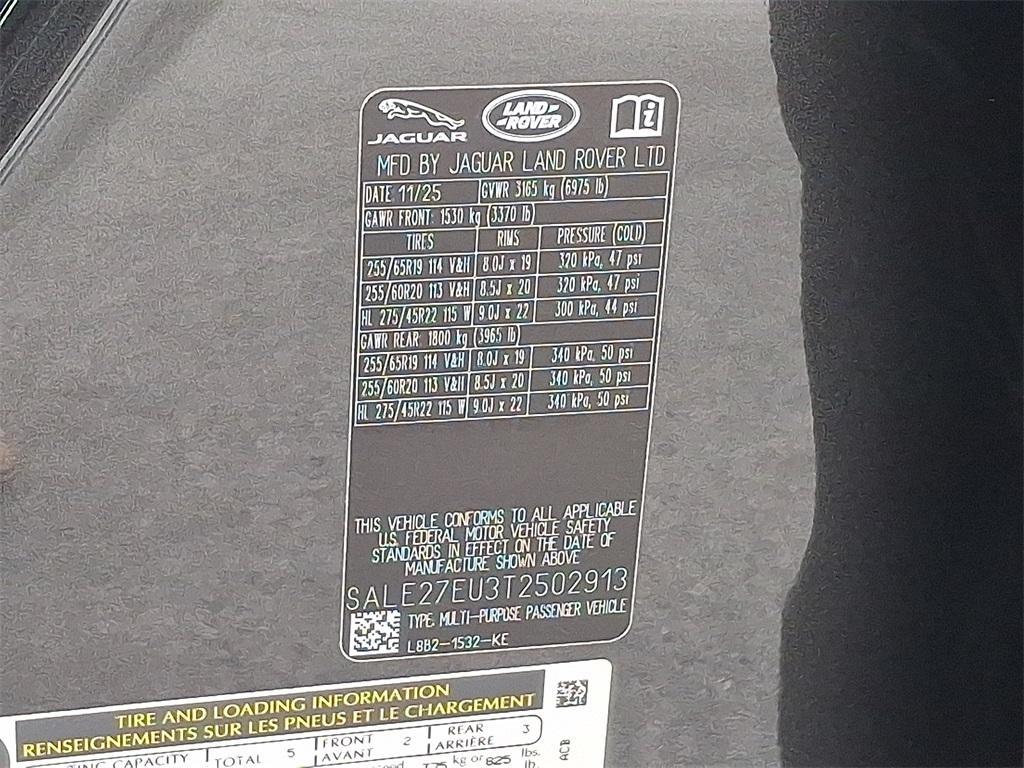 JAGUAR
LAND ROVER
MFD BY JAGUAR LAND ROVER LTD
DATE 11/25 GVWR 3165 kg (6975 lb)
GAWR FRONT: 1530 kg (3370 lb)
TIRES RIMS PRESSURE (COLD)
255/65R19 114 V&H 8.0J x 19 320 kPa, 47 psi
255/60R20 113 V&H 8.5J x 20 320 kPa, 47 psi
HL 275/45R22 115 W 9.0J x 22 300 kPa, 44 psi
GAWR REAR: 1800 kg (3965 lb)
255/65R19 114 V&H 8.0J x 19 340 kPa, 50 psi
255/60R20 113 V&H 8.5J x 20 340 kPa, 50 psi
HL 275/45R22 115 W 9.0J x 22 340 kPa, 50 psi
THIS VEHICLE CONFORMS TO ALL APPLICABLE
U.S. FEDERAL MOTOR VEHICLE SAFETY
STANDARDS IN EFFECT ON THE DATE OF
MANUFACTURE SHOWN ABOVE
SALE27EU3T2502913
TYPE: MULTI-PURPOSE PASSENGER VEHICLE
L8B2-1532-KE
TIRE AND LOADING INFORMATION
RENSEIGNEMENTS SUR LES PNEUS ET LE CHARGEMENT
CAPACITY TOTAL 5 FRONT AVANT 2 REAR ARRIÈRE 3
kg or 825 lbs.
ACB